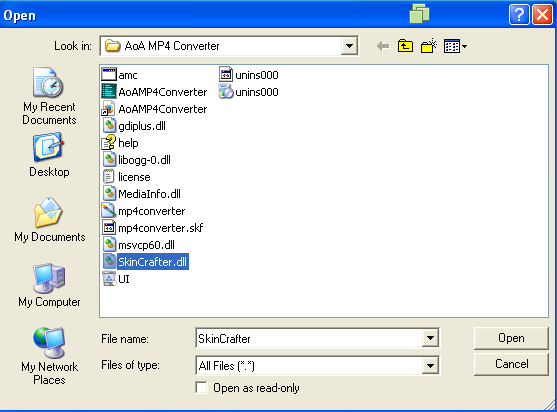 Open
Look in:
AoA MP4 Converter
My Recent
Documents
Desktop
My Documents
My Computer
My Network
Places
amc
AoAMP4Converter
AoAMP4Converter
gdiplus.dll
help
libogg-0.dll
license
MediaInfo.dll
mp4converter
mp4converter.skf
msvcp60.dll
SkinCrafter.dll
UI
unins000
unins000
File name:
SkinCrafter
Open
Files of type:
All Files (*.*)
Cancel
Open as read-only